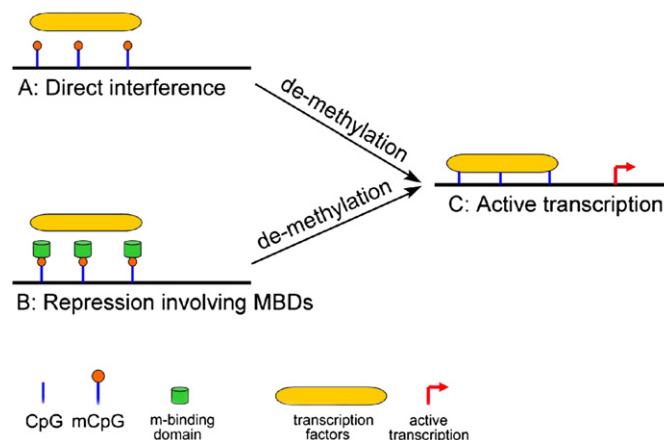 A: Direct interference
de-methylation
C: Active transcription
de-methylation
B: Repression involving MBDs
CpG
mCpG
m-binding
domain
transcription
factors
active
transcription